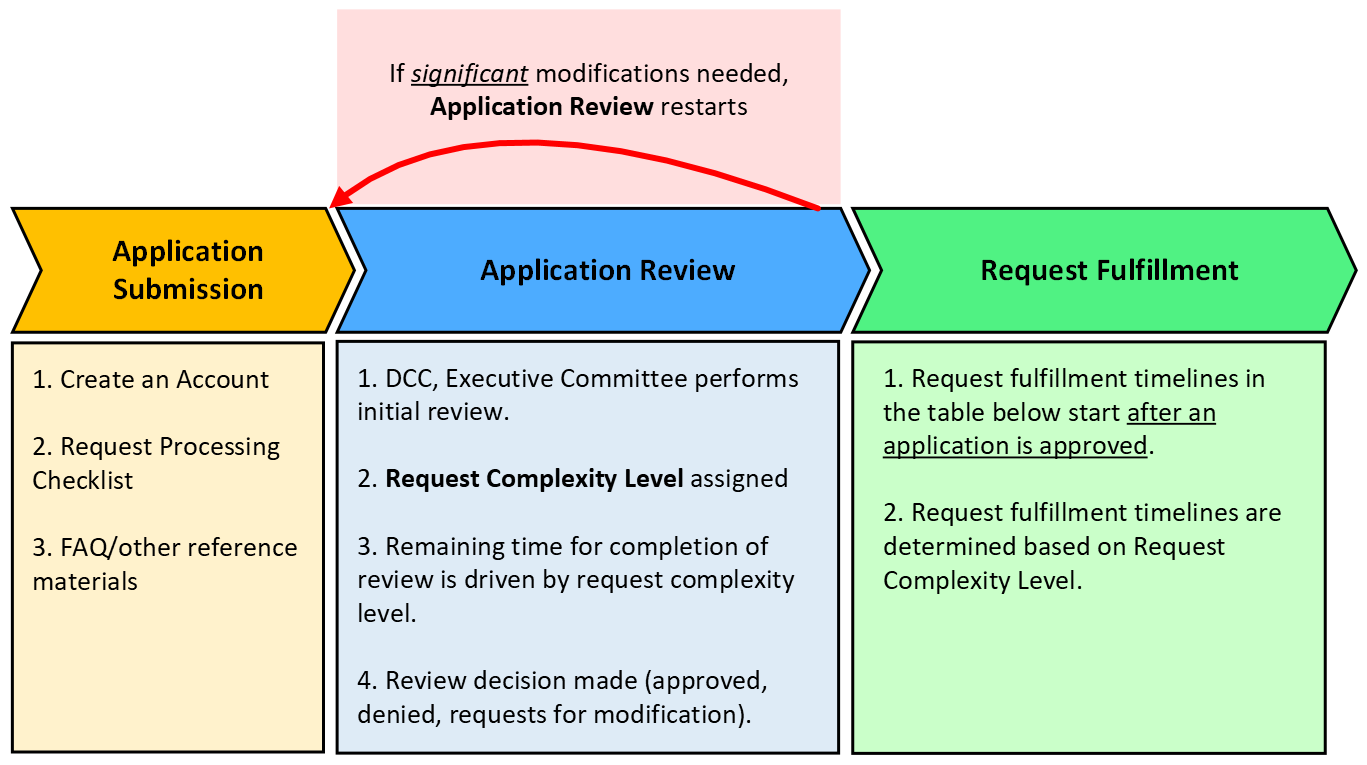 If significant modifications needed,
Application Review restarts
Application
Submission
Application Review
Request Fulfillment
1. Create an Account
2. Request Processing
Checklist
3. FAQ/other reference
materials
1. DCC, Executive Committee performs
initial review.
2. Request Complexity Level assigned
3. Remaining time for completion of
review is driven by request complexity
level.
4. Review decision made (approved,
denied, requests for modification).
1. Request fulfillment timelines in
the table below start after an
application is approved.
2. Request fulfillment timelines are
determined based on Request
Complexity Level.